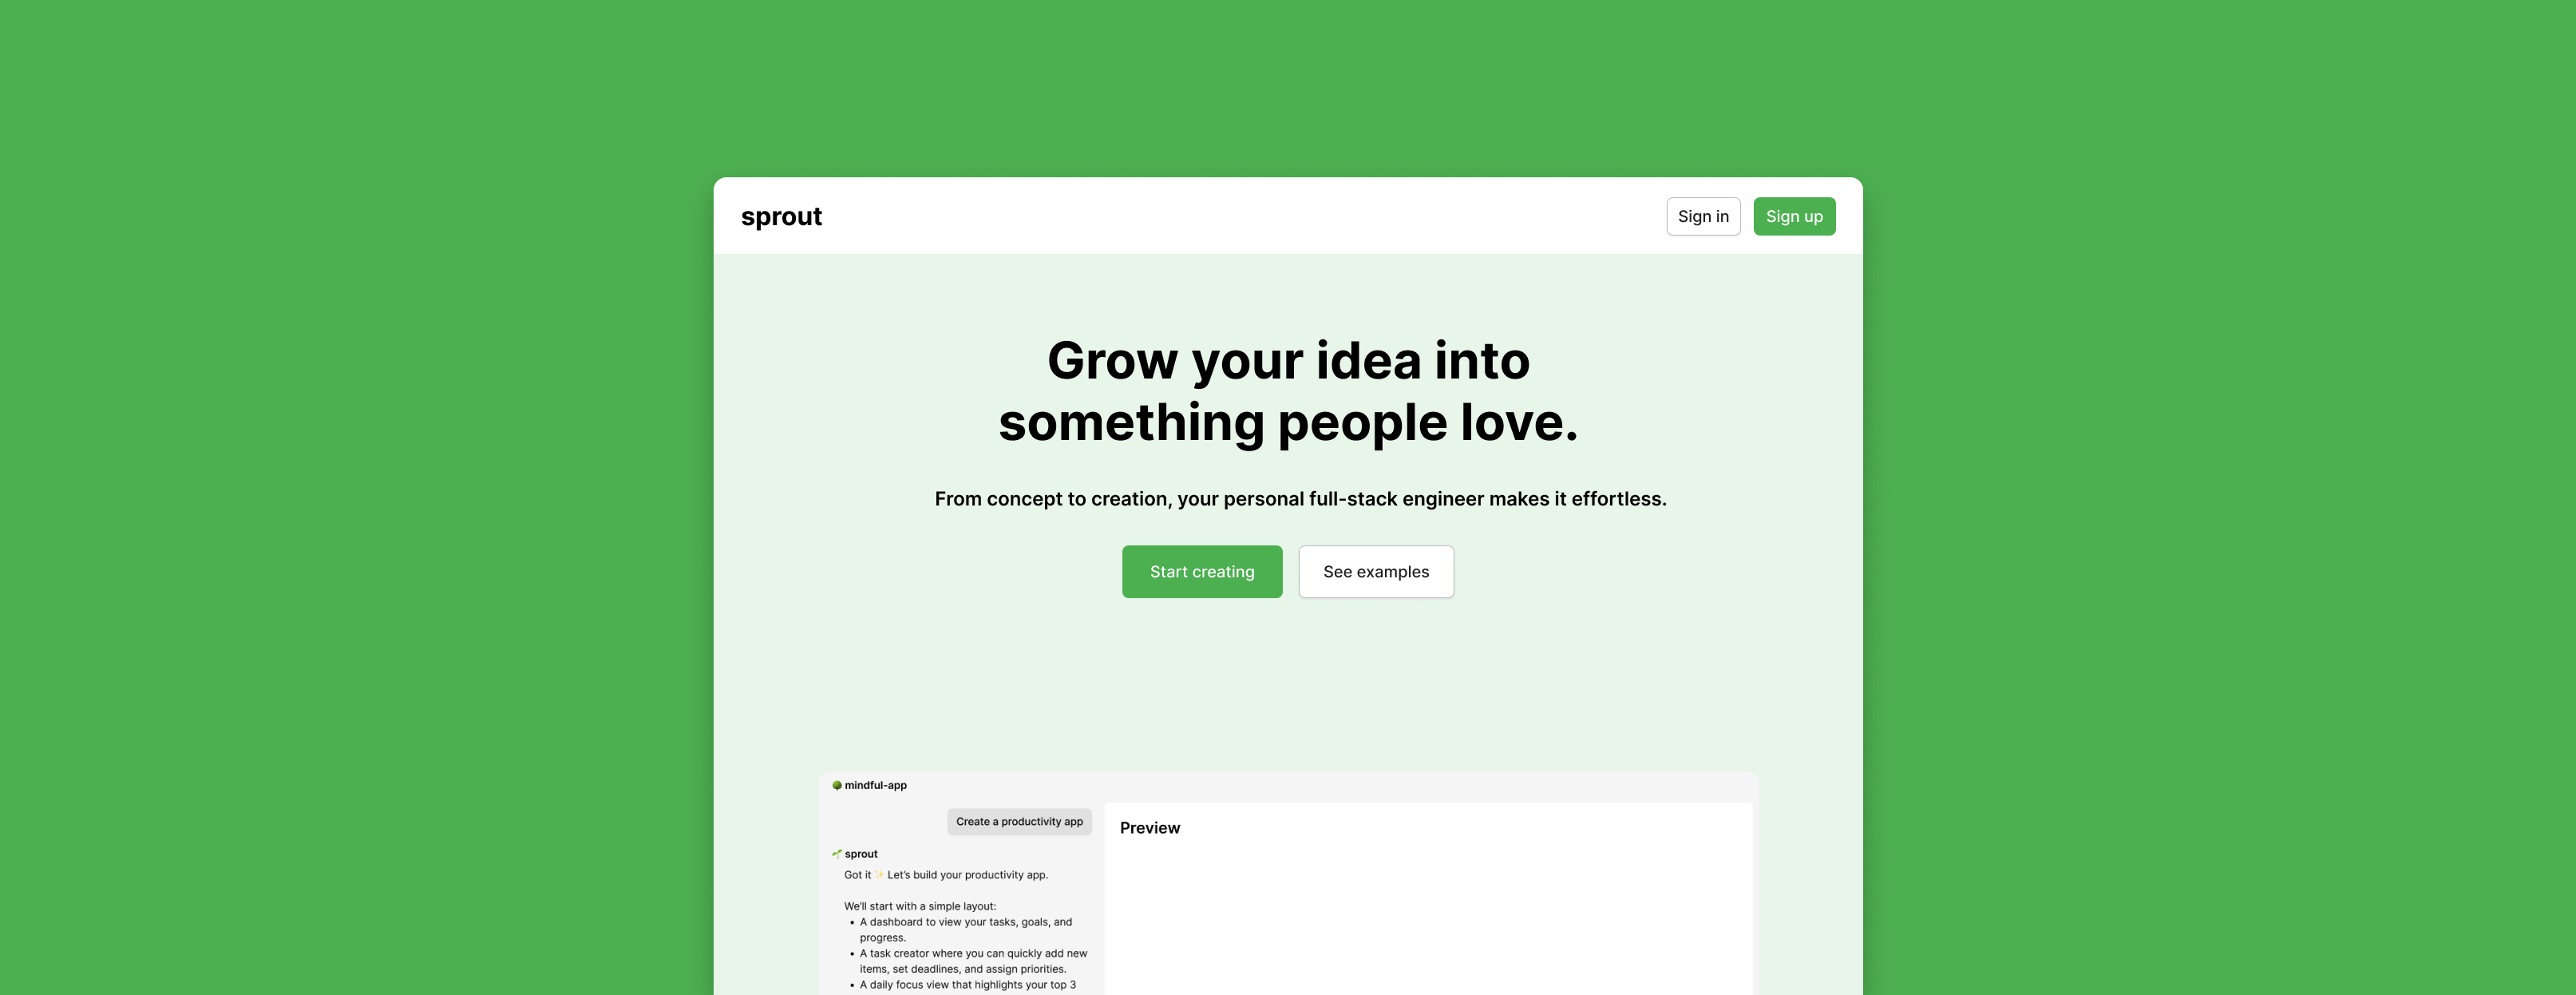 sprout
Sign in
Sign up
Grow your idea into
something people love.
From concept to creation, your personal full-stack engineer makes it effortless.
Start creating
See examples
mindful-app
Create a productivity app
sprout
Got it ✨ Let’s build your productivity app.
We’ll start with a simple layout:
• A dashboard to view your tasks, goals, and
progress.
• A task creator where you can quickly add new
items, set deadlines, and assign priorities.
• A daily focus view that highlights your top 3
Preview